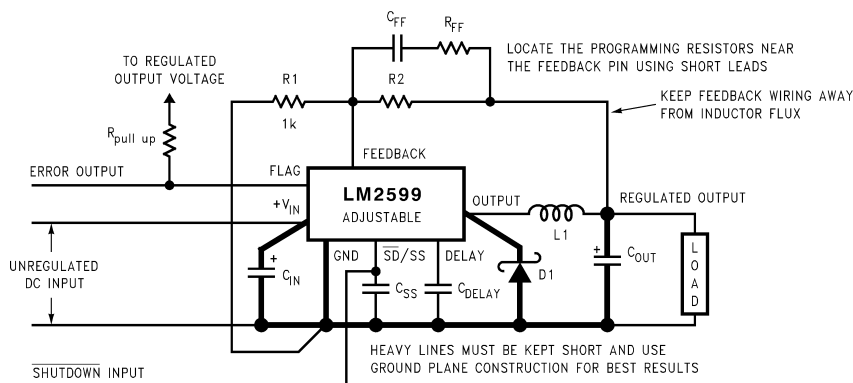 C_FF
R_FF
LOCATE THE PROGRAMMING RESISTORS NEAR
THE FEEDBACK PIN USING SHORT LEADS
TO REGULATED
OUTPUT VOLTAGE
R1
R2
KEEP FEEDBACK WIRING AWAY
FROM INDUCTOR FLUX
R_pull up
1k
FEEDBACK
ERROR OUTPUT
FLAG
LM2599
ADJUSTABLE
OUTPUT
REGULATED OUTPUT
+V_IN
L1
UNREGULATED
DC INPUT
+
C_IN
GND
S̅D̅/SS
DELAY
C_SS
C_DELAY
D1
+
C_OUT
LOAD
HEAVY LINES MUST BE KEPT SHORT AND USE
GROUND PLANE CONSTRUCTION FOR BEST RESULTS
S̅H̅U̅T̅D̅O̅W̅N̅ INPUT